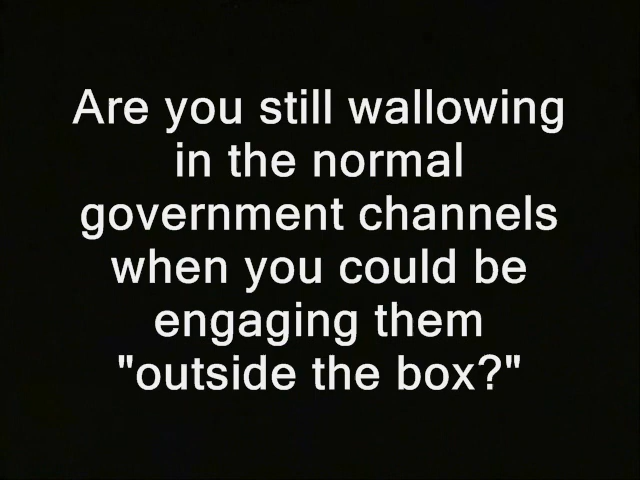 Are you still wallowing
in the normal
government channels
when you could be
engaging them
"outside the box?"